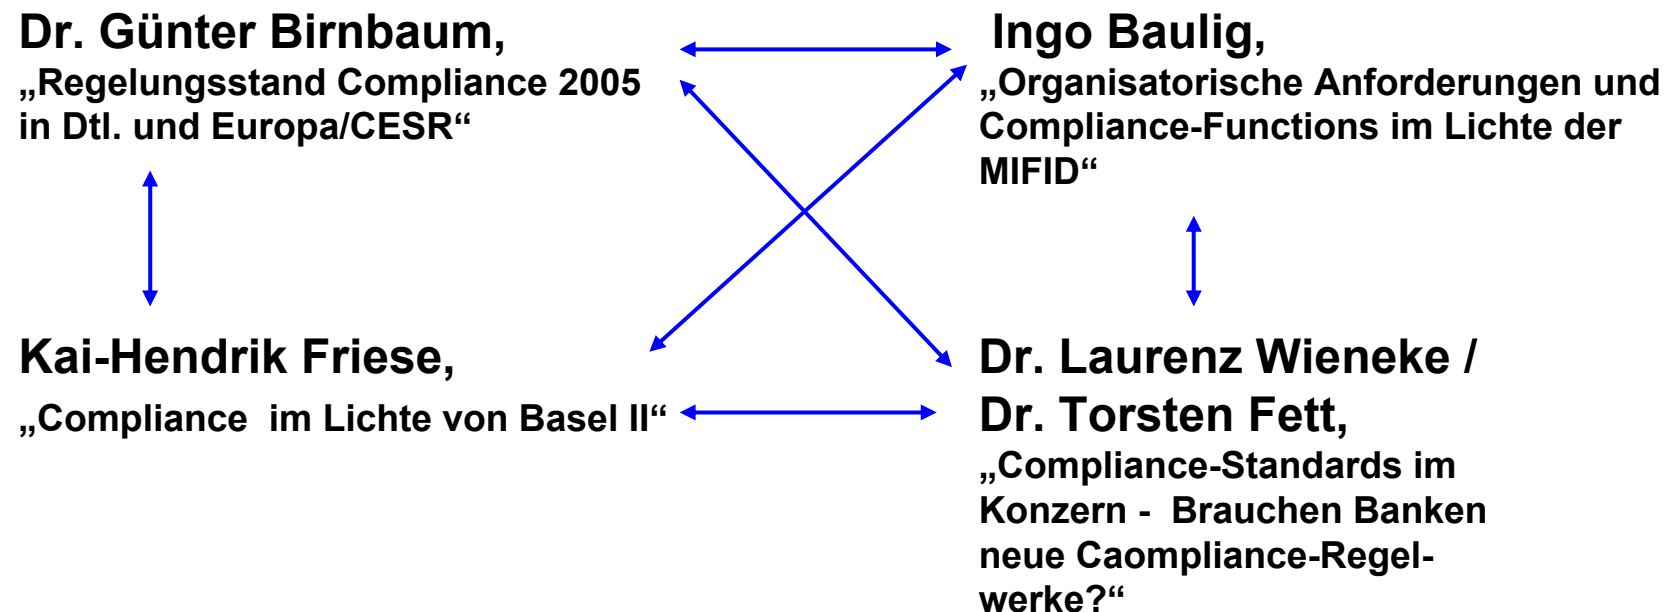 Dr. Günter Birnbaum,
„Regelungsstand Compliance 2005
in Dtl. und Europa/CESR“
Ingo Baulig,
„Organisatorische Anforderungen und
Compliance-Functions im Lichte der
MIFID“
Kai-Hendrik Friese,
„Compliance im Lichte von Basel II“
Dr. Laurenz Wieneke /
Dr. Torsten Fett,
„Compliance-Standards im
Konzern - Brauchen Banken
neue Caompliance-Regel-
werke?“